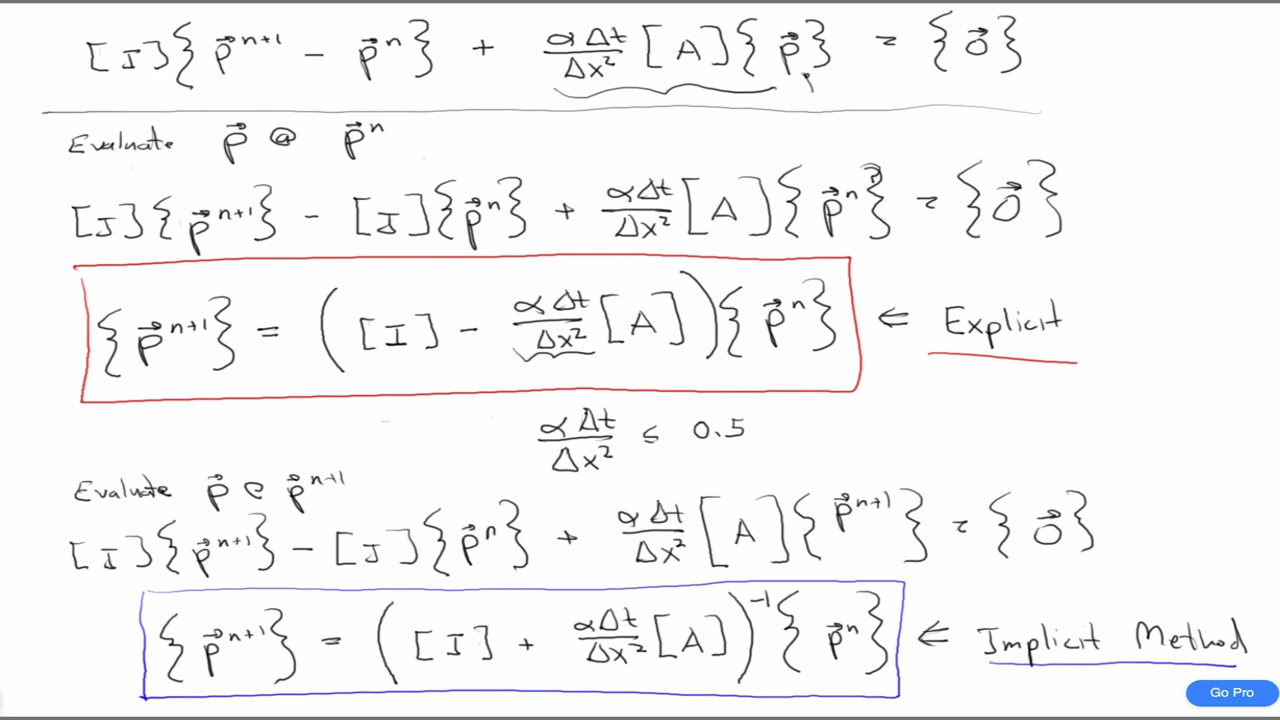 [I]{p⃗ⁿ⁺¹ - p⃗ⁿ} + αΔt/Δx² [A]{p⃗} = {0⃗}
Evaluate p⃗ @ p⃗ⁿ
[I]{p⃗ⁿ⁺¹} - [I]{p⃗ⁿ} + αΔt/Δx² [A]{p⃗ⁿ} = {0⃗}
{p⃗ⁿ⁺¹} = ([I] - αΔt/Δx² [A]){p⃗ⁿ} ⇐ Explicit
αΔt/Δx² ≤ 0.5
Evaluate p⃗ @ p⃗ⁿ⁺¹
[I]{p⃗ⁿ⁺¹} - [I]{p⃗ⁿ} + αΔt/Δx² [A]{p⃗ⁿ⁺¹} = {0⃗}
{p⃗ⁿ⁺¹} = ([I] + αΔt/Δx² [A])⁻¹{p⃗ⁿ} ⇐ Implicit Method
Go Pro